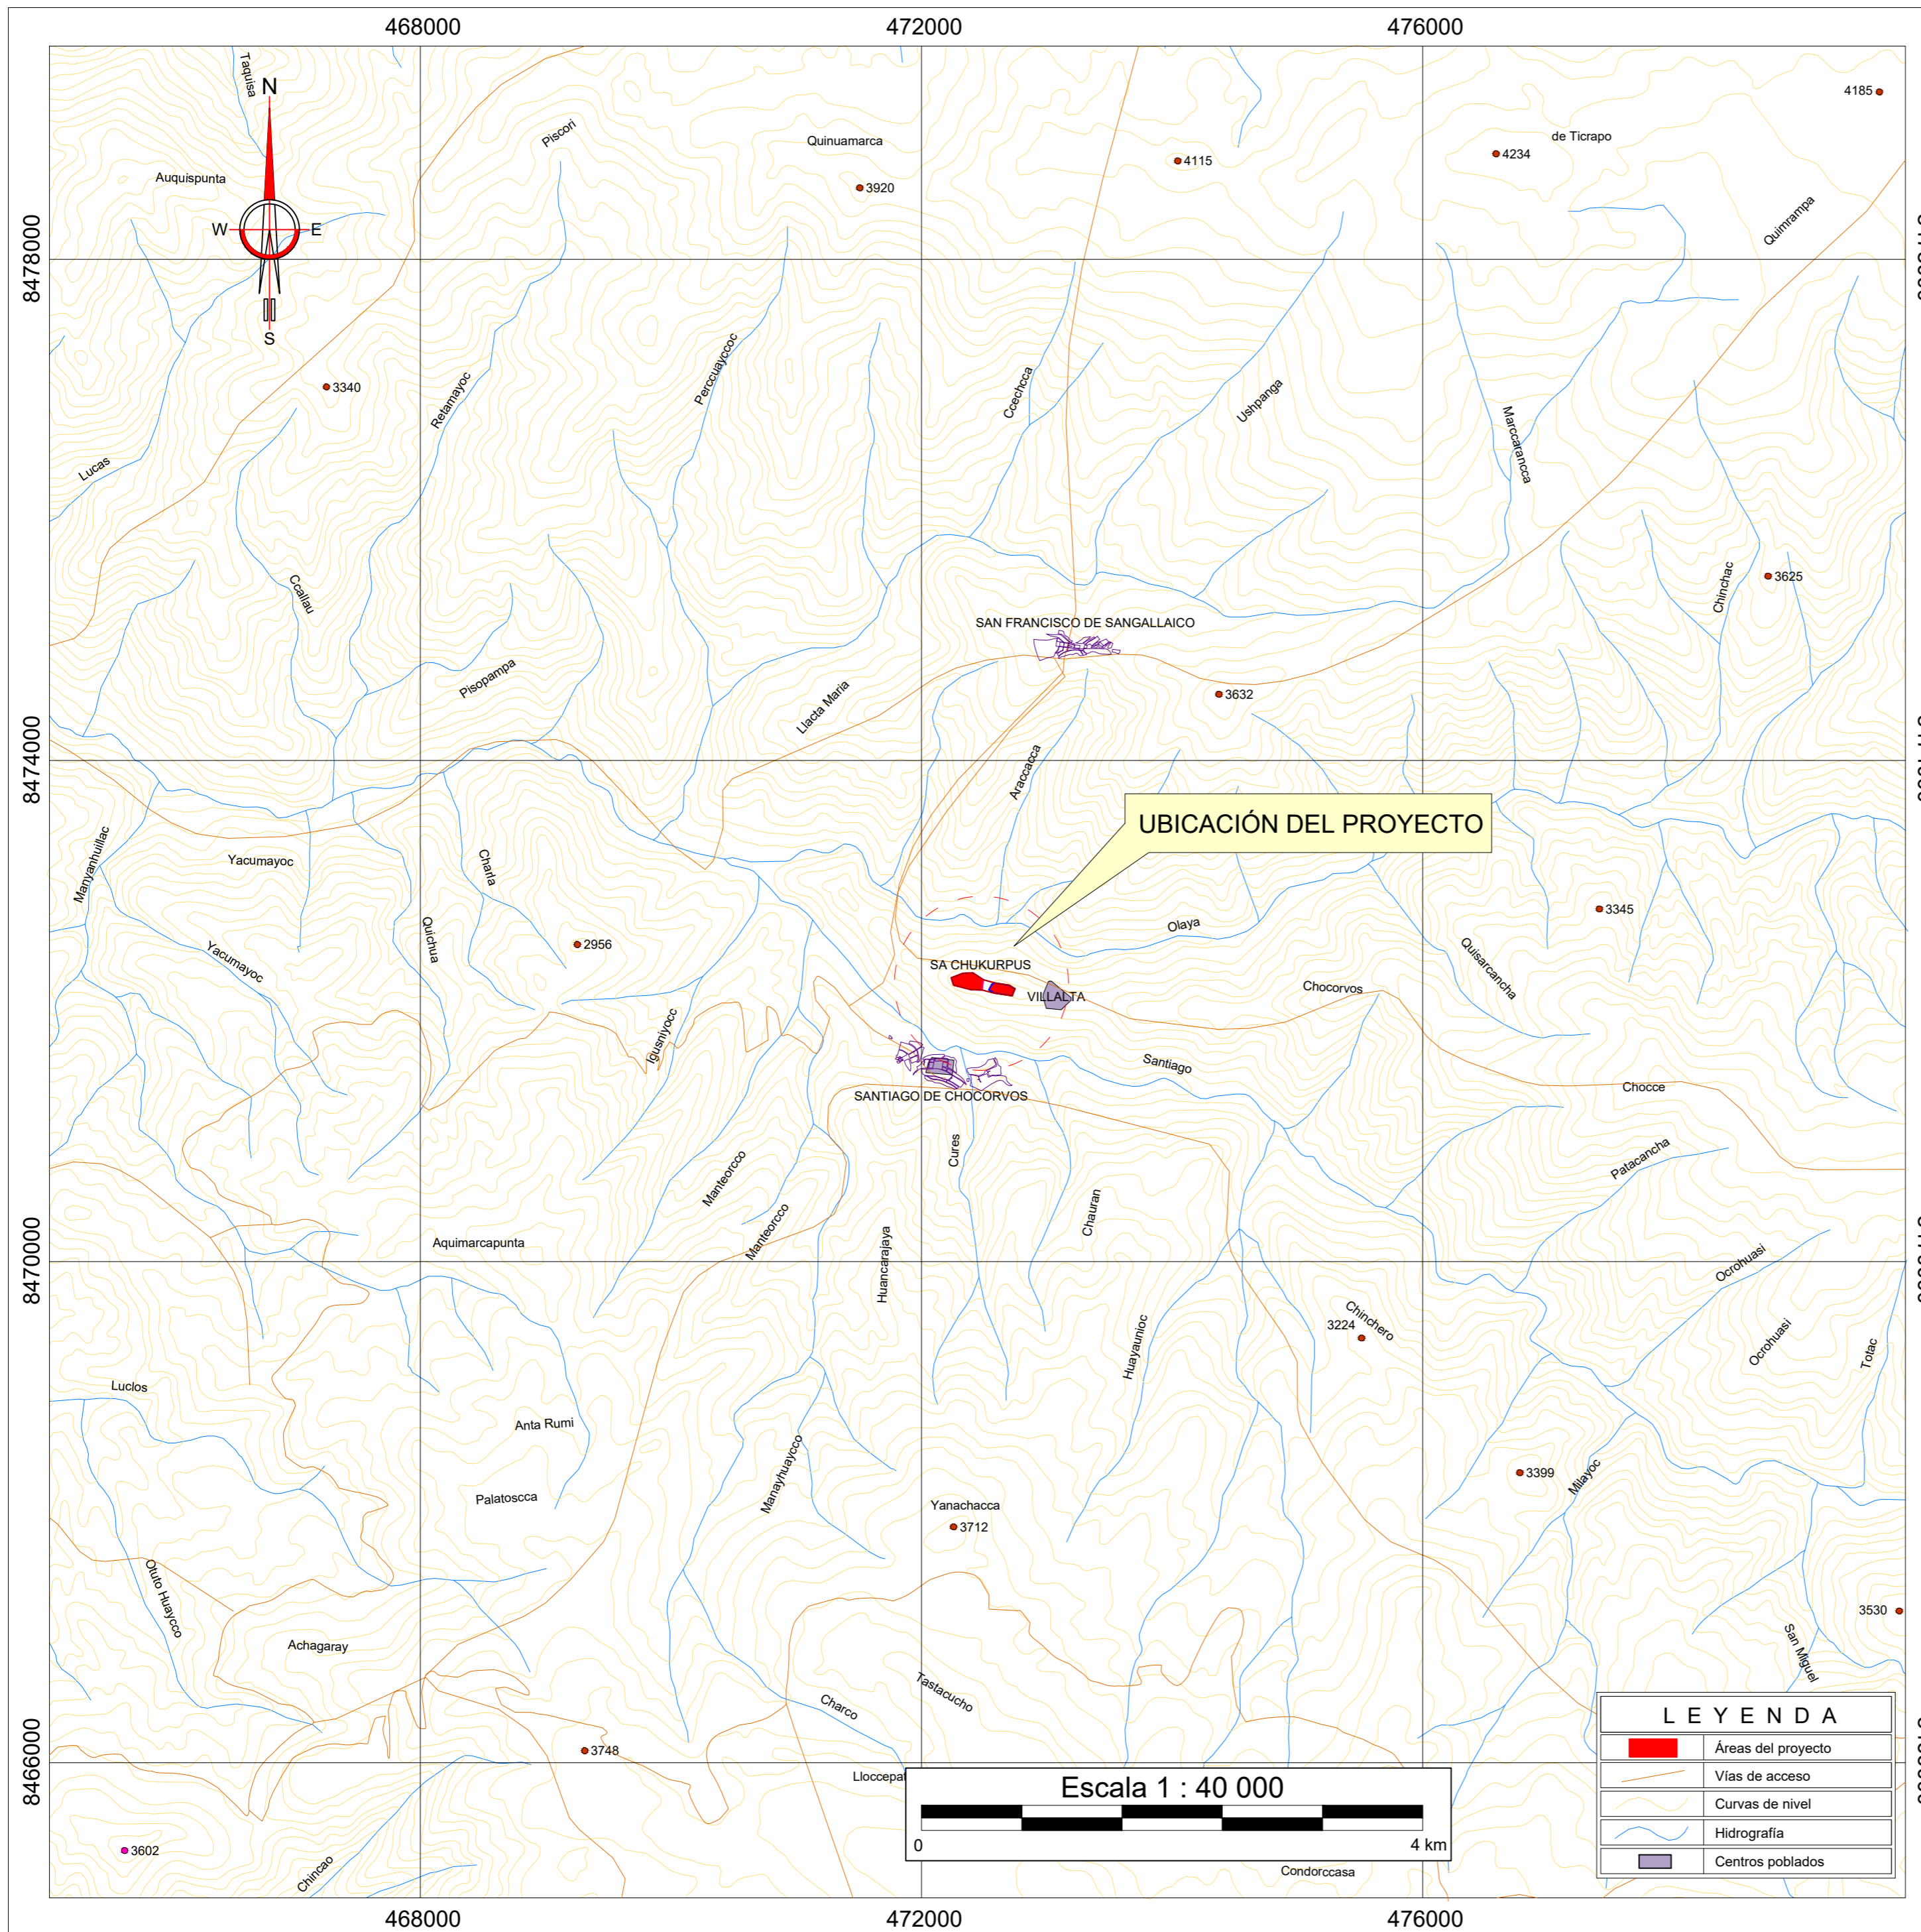 468000
472000
476000
Taquisa
N
4185
Piscori
Quinuamarca
de Ticrapo
4115
4234
Auquispunta
3920
W
E
Quimrampa
8478000
S
3340
Retamayoc
Perccuayccoc
Ccechcca
Ushpanga
Marccarancca
Lucas
Ccallau
Chinchac
3625
SAN FRANCISCO DE SANGALLAICO
Pisopampa
Llacta Maria
3632
8474000
Araccacca
UBICACIÓN DEL PROYECTO
Manyanhuillac
Yacumayoc
Charla
3345
Olaya
Quichua
2956
Yacumayoc
Quisarcancha
SA CHUKURPUS
VILLALTA
Chocorvos
Igusniyocc
Santiago
Chocce
SANTIAGO DE CHOCORVOS
Cures
Patacancha
Manteorcco
Manteorcco
Chauran
Aquimarcapunta
Huancarajaya
8470000
Ocrohuasi
Chinchero
3224
Huayaunioc
Ocrohuasi
Totac
Luclos
Anta Rumi
Manayhuaycco
3399
Milayoc
Palatoscca
Yanachacca
3712
Otuto Huaycco
3530
Achagaray
San Miguel
Tastacucho
Charco
L E Y E N D A
Áreas del proyecto
Vías de acceso
Curvas de nivel
Hidrografía
Centros poblados
3748
8466000
Lloccepat
Escala 1 : 40 000
0
4 km
3602
Chincao
Condorccasa
468000
472000
476000